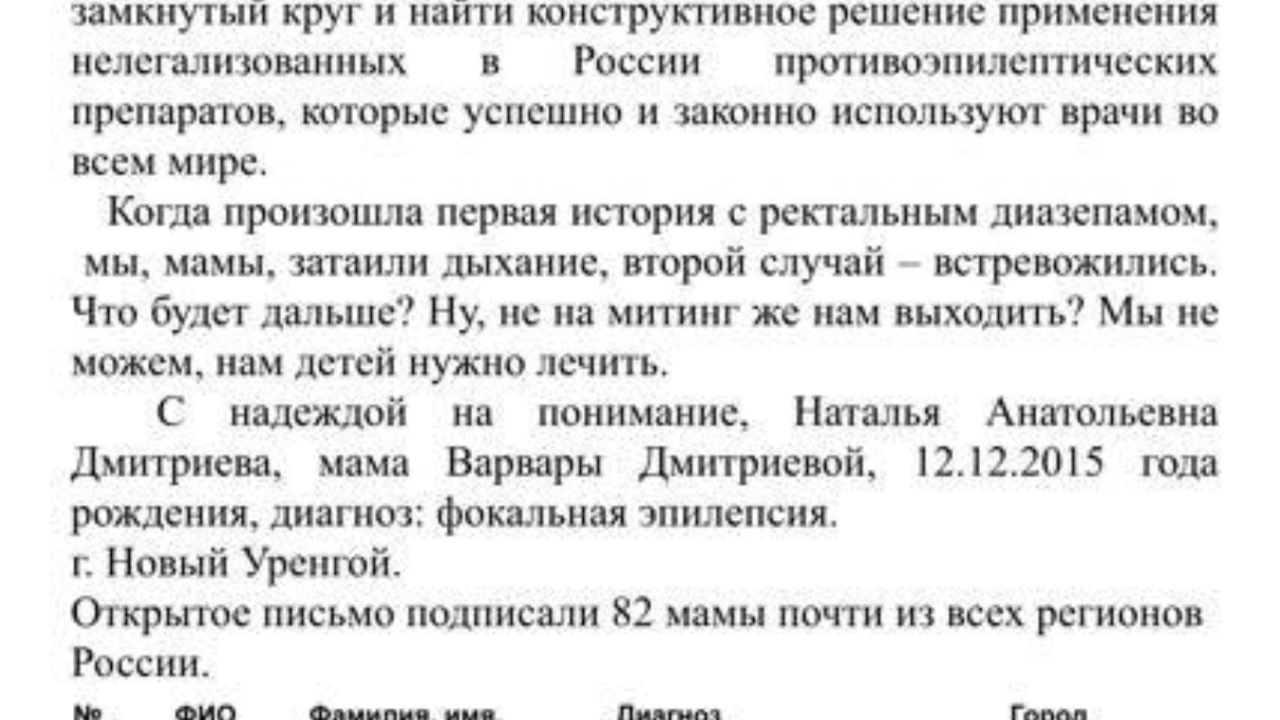 замкнутый круг и найти конструктивное решение применения
нелегализованных в России противоэпилептических
препаратов, которые успешно и законно используют врачи во
всем мире.
Когда произошла первая история с ректальным диазепамом,
мы, мамы, затаили дыхание, второй случай – встревожились.
Что будет дальше? Ну, не на митинг же нам выходить? Мы не
можем, нам детей нужно лечить.
С надеждой на понимание, Наталья Анатольевна
Дмитриева, мама Варвары Дмитриевой, 12.12.2015 года
рождения, диагноз: фокальная эпилепсия.
г. Новый Уренгой.
Открытое письмо подписали 82 мамы почти из всех регионов
России.
№ ФИО Фамилия, имя, Диагноз Город